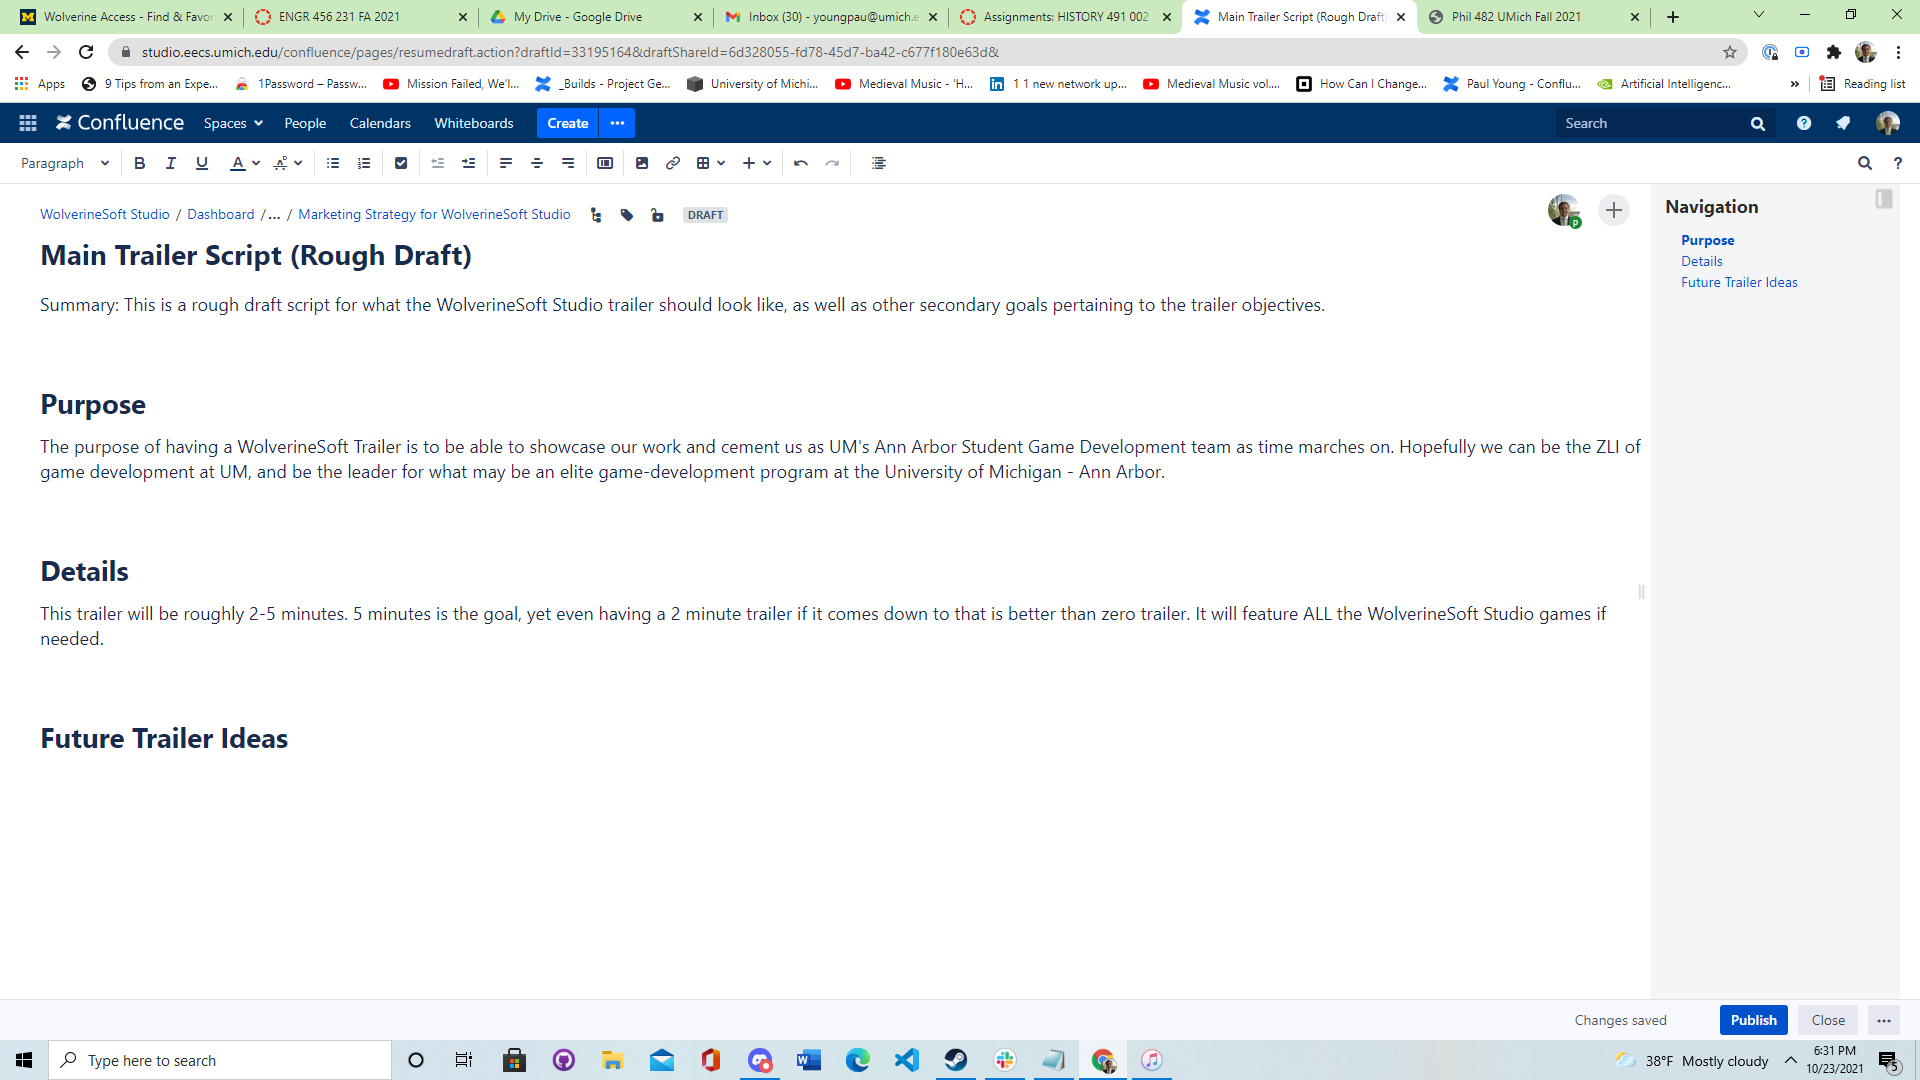 Wolverine Access - Find & Favor
ENGR 456 231 FA 2021
My Drive - Google Drive
Inbox (30) - youngpau@umich.e
Assignments: HISTORY 491 002
Main Trailer Script (Rough Draft)
Phil 482 UMich Fall 2021
studio.eecs.umich.edu/confluence/pages/resumedraft.action?draftId=33195164&draftShareId=6d328055-fd78-45d7-ba42-c677f180e63d&
Apps
9 Tips from an Expe...
1Password – Passw...
Mission Failed, We'l...
_Builds - Project Ge...
University of Michi...
Medieval Music - 'H...
1 1 new network up...
Medieval Music vol....
How Can I Change...
Paul Young - Conflu...
Artificial Intelligenc...
»
Reading list
Confluence
Spaces
People
Calendars
Whiteboards
Create
Search
Paragraph
B I U A
WolverineSoft Studio / Dashboard /... / Marketing Strategy for WolverineSoft Studio
DRAFT
Main Trailer Script (Rough Draft)
Summary: This is a rough draft script for what the WolverineSoft Studio trailer should look like, as well as other secondary goals pertaining to the trailer objectives.
Purpose
The purpose of having a WolverineSoft Trailer is to be able to showcase our work and cement us as UM's Ann Arbor Student Game Development team as time marches on. Hopefully we can be the ZLI of
game development at UM, and be the leader for what may be an elite game-development program at the University of Michigan - Ann Arbor.
Details
This trailer will be roughly 2-5 minutes. 5 minutes is the goal, yet even having a 2 minute trailer if it comes down to that is better than zero trailer. It will feature ALL the WolverineSoft Studio games if
needed.
Future Trailer Ideas
Navigation
Purpose
Details
Future Trailer Ideas
Changes saved
Publish
Close
Type here to search
38°F Mostly cloudy
6:31 PM
10/23/2021
5